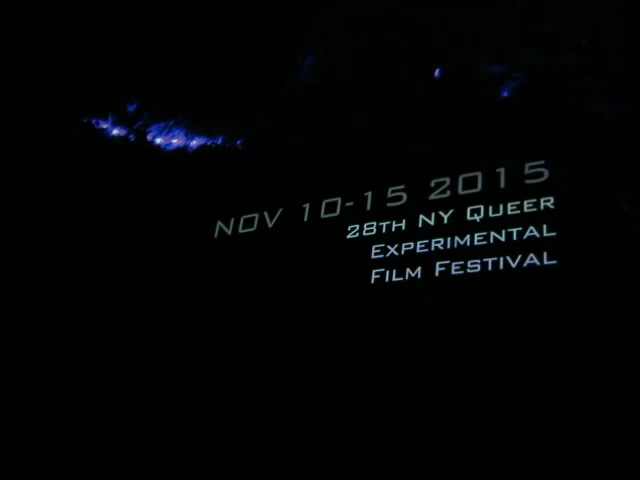 NOV 10-15 2015
28TH NY QUEER
EXPERIMENTAL
FILM FESTIVAL